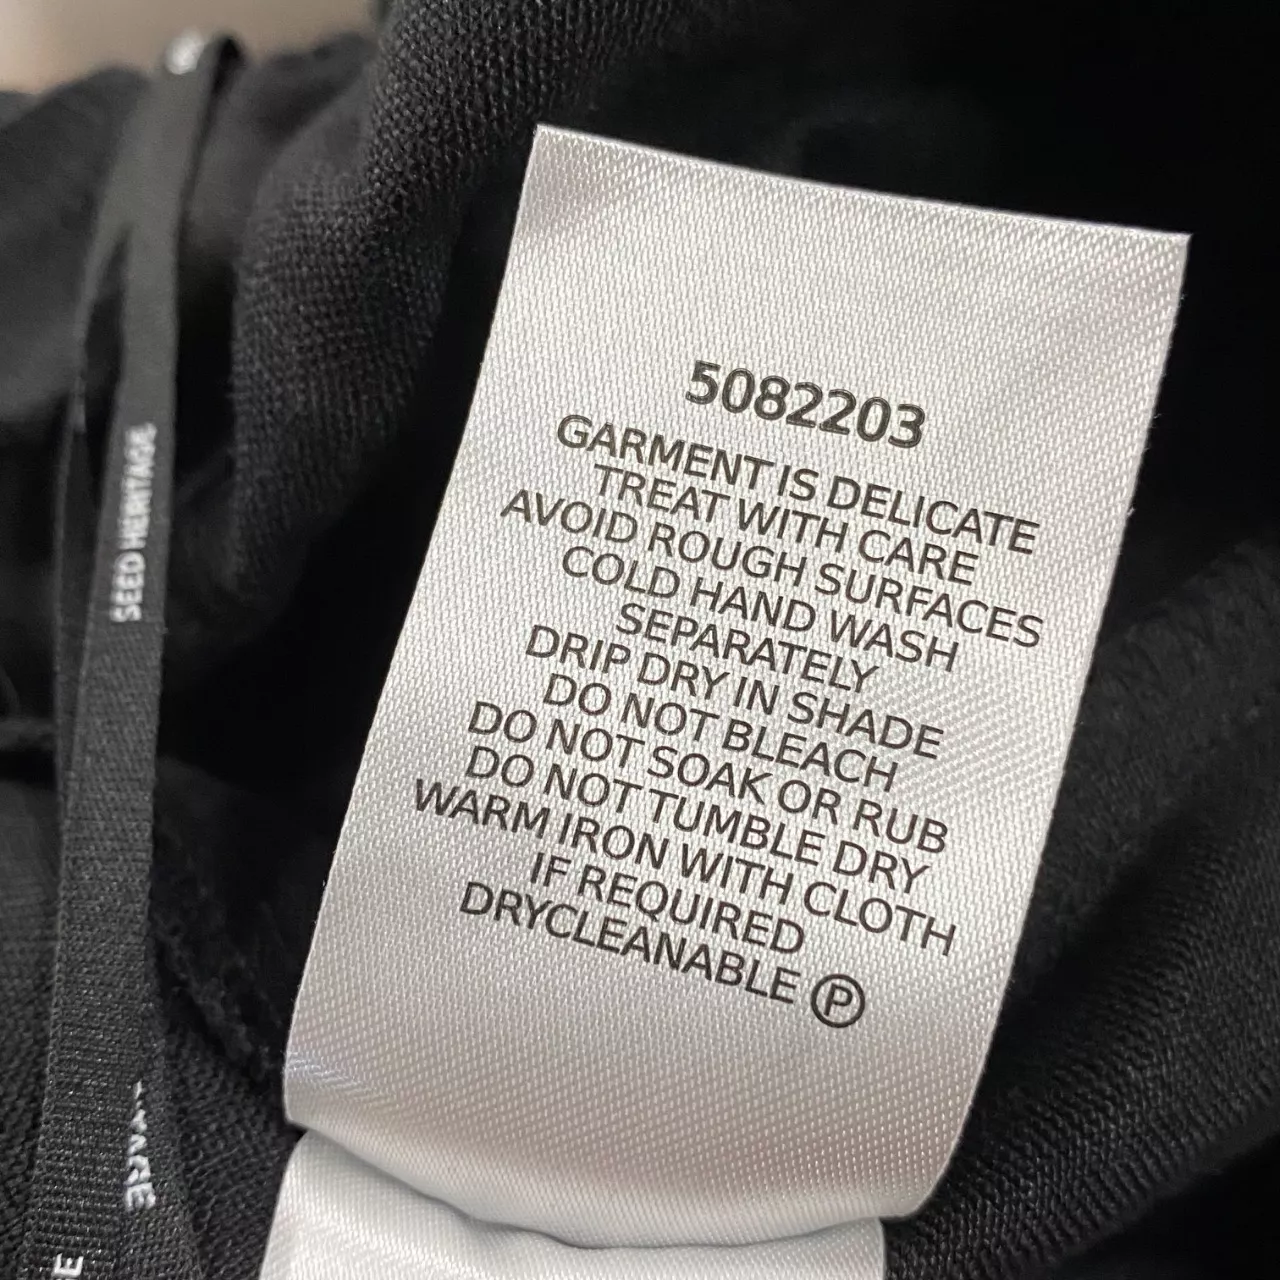 5082203
GARMENT IS DELICATE
TREAT WITH CARE
AVOID ROUGH SURFACES
COLD HAND WASH
SEPARATELY
DRIP DRY IN SHADE
DO NOT BLEACH
DO NOT SOAK OR RUB
DO NOT TUMBLE DRY
WARM IRON WITH CLOTH
IF REQUIRED
DRYCLEANABLE Ⓟ
SEED HERITAGE